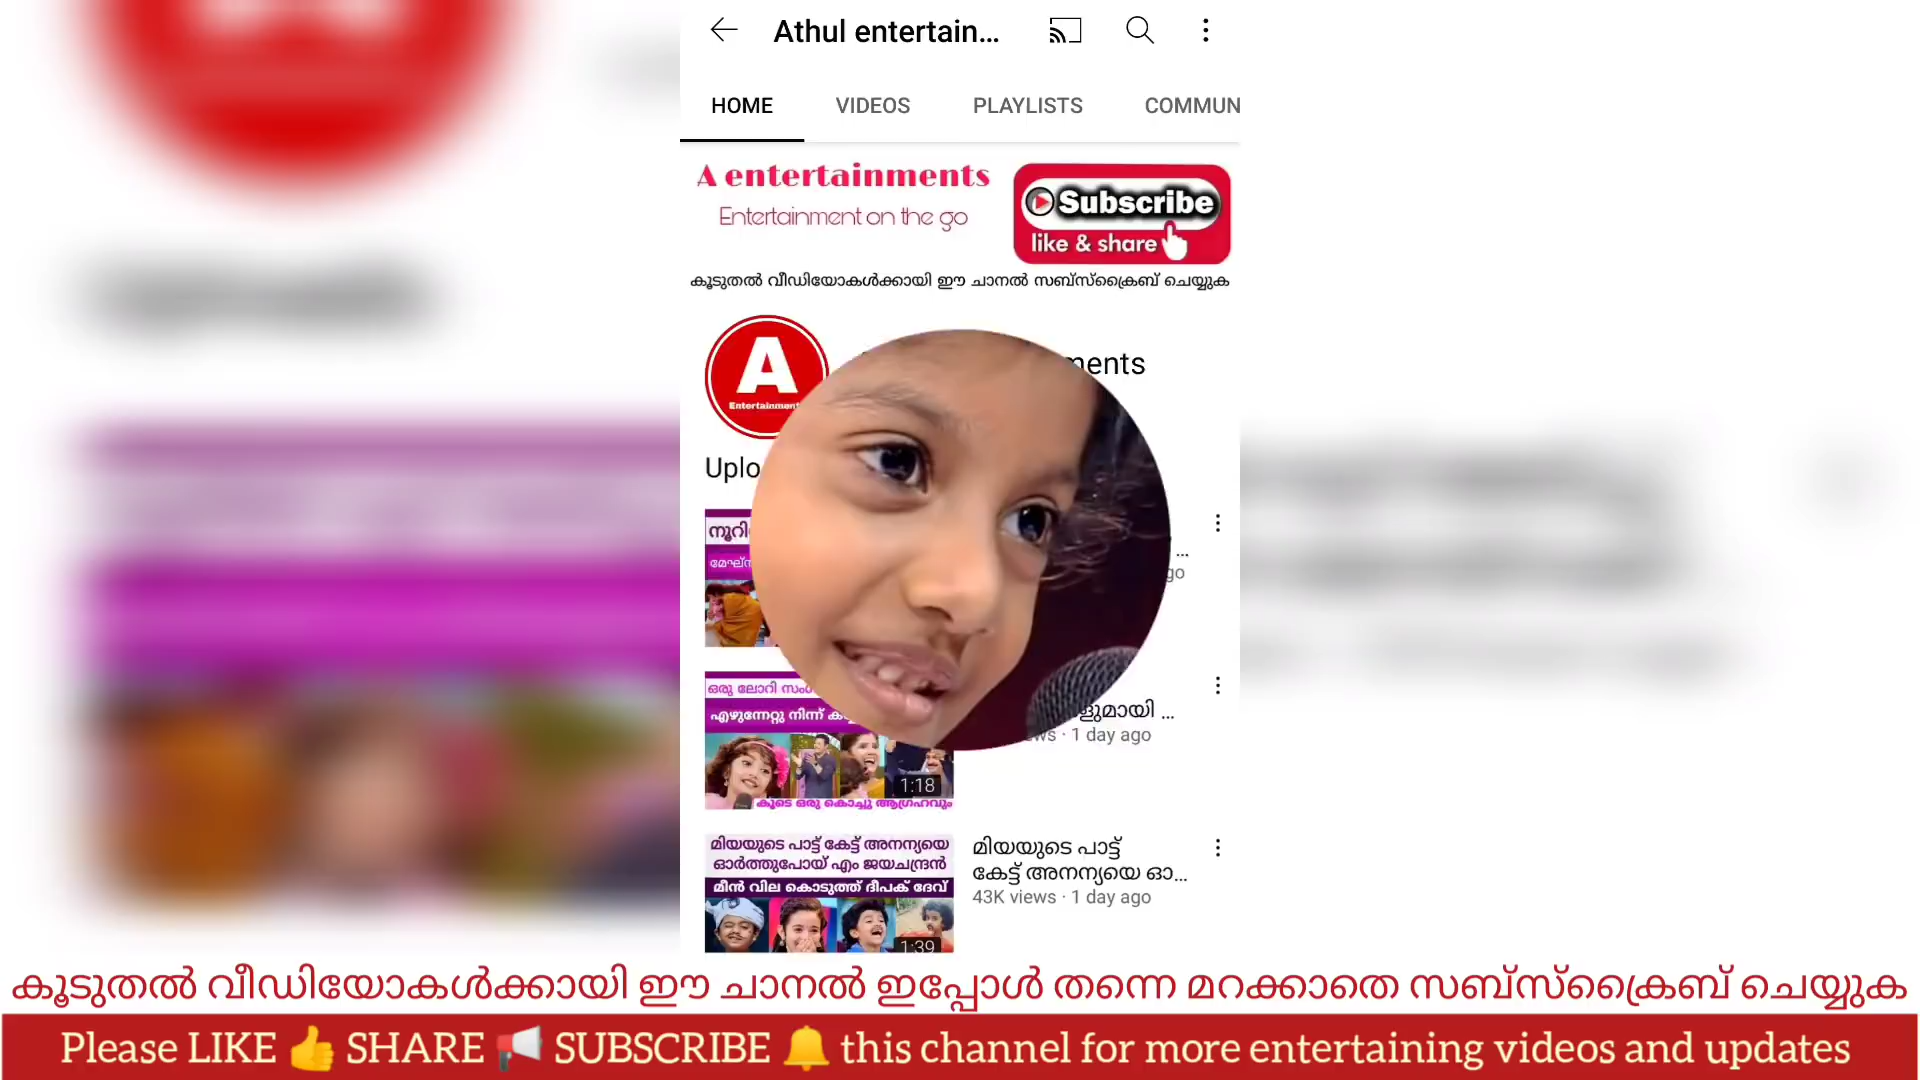 Athul entertain...
HOME VIDEOS PLAYLISTS COMMUN
A entertainments
Entertainment on the go
Subscribe
like & share
കൂടുതൽ വീഡിയോകൾക്കായി ഈ ചാനൽ സബ്സ്ക്രൈബ് ചെയ്യുക
A
Entertainment
ments
Uplo
...
go
ഒരു ലോറി
എഴുന്നേറ്റു നിന്ന്
1:18
കൂടെ ഒരു കൊച്ചു ആഗ്രഹവും
ളുമായി ...
ews · 1 day ago
മിയയുടെ പാട്ട് കേട്ട് അനന്യയെ
ഓർത്തുപോയ് എം ജയചന്ദ്രൻ
മീൻ വില കൊടുത്ത് ദീപക് ദേവ്
1:39
മിയയുടെ പാട്ട്
കേട്ട് അനന്യയെ ഓ...
43K views · 1 day ago
കൂടുതൽ വീഡിയോകൾക്കായി ഈ ചാനൽ ഇപ്പോൾ തന്നെ മറക്കാതെ സബ്സ്ക്രൈബ് ചെയ്യുക
Please LIKE 👍 SHARE 📢 SUBSCRIBE 🔔 this channel for more entertaining videos and updates